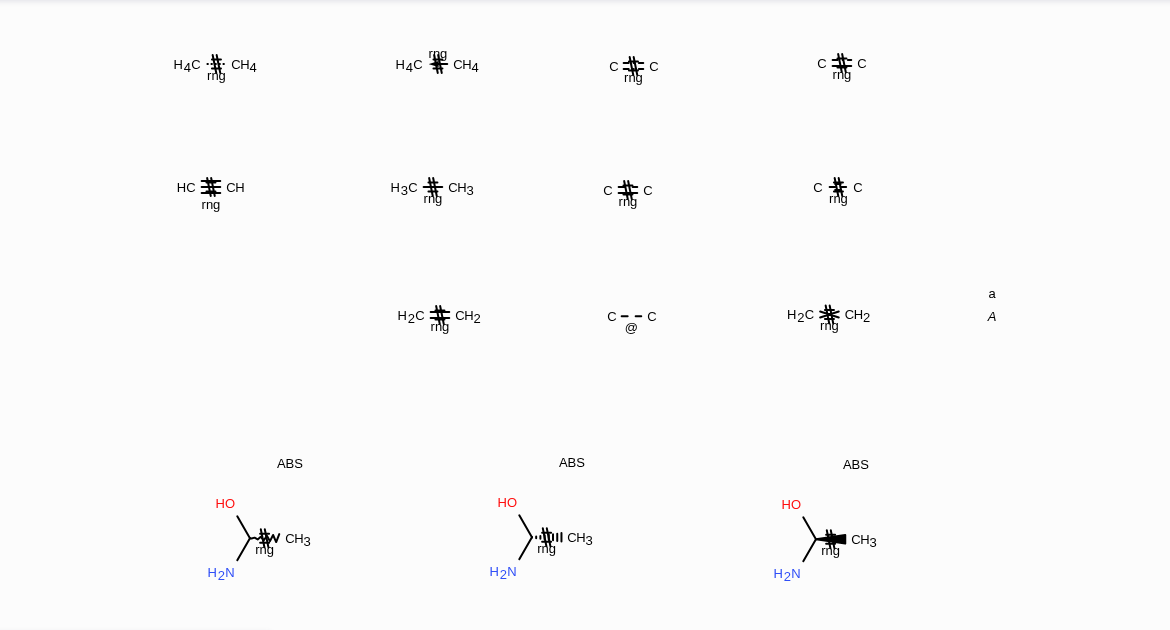 H4C CH4 rng
H4C CH4 rng
C C rng
C C rng
HC CH rng
H3C CH3 rng
C C rng
C C rng
H2C CH2 rng
C C @
H2C CH2 rng
a
A
ABS
HO
CH3
rng
H2N
ABS
HO
CH3
rng
H2N
ABS
HO
CH3
rng
H2N